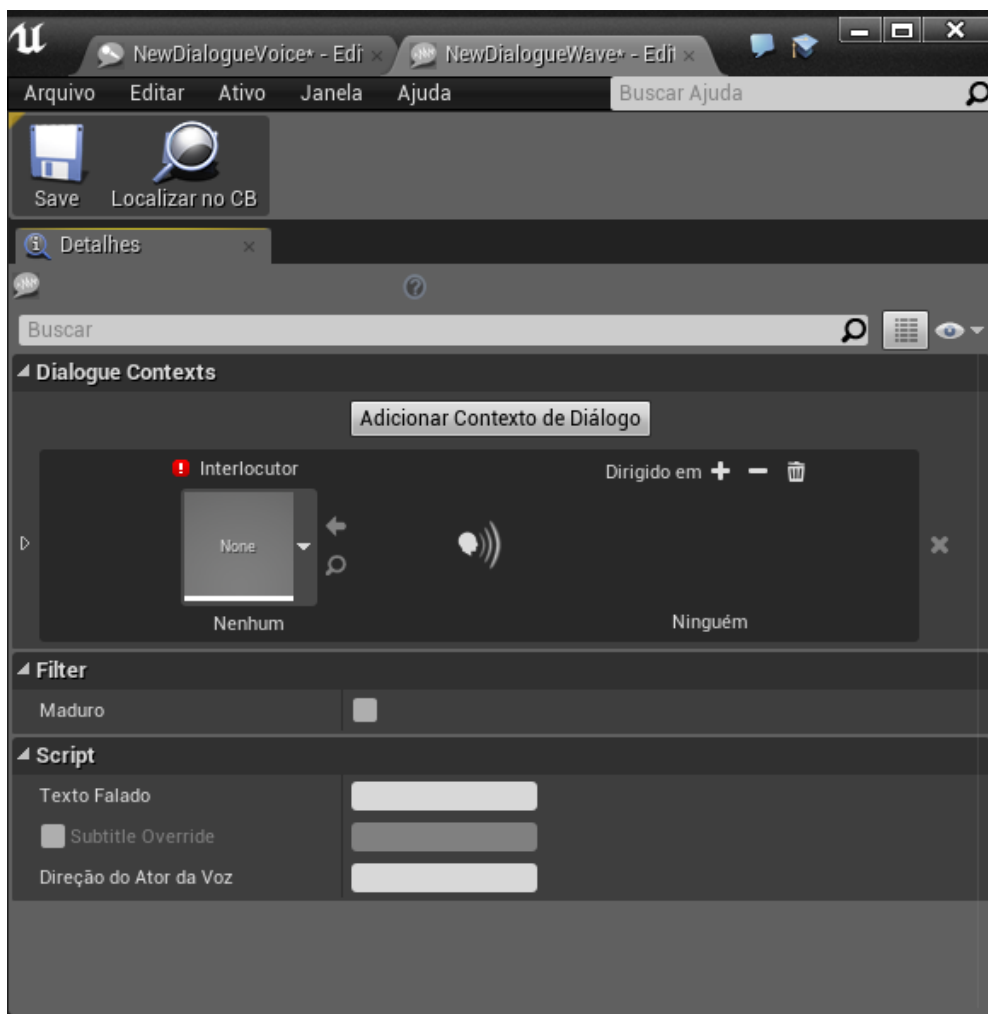 NewDialogueVoice* - Edit
NewDialogueWave* - Edit
Arquivo Editar Ativo Janela Ajuda Buscar Ajuda
Save Localizar no CB
Detalhes
Buscar
Dialogue Contexts
Adicionar Contexto de Diálogo
Interlocutor Dirigido em
None
Nenhum Ninguém
Filter
Maduro
Script
Texto Falado
Subtitle Override
Direção do Ator da Voz